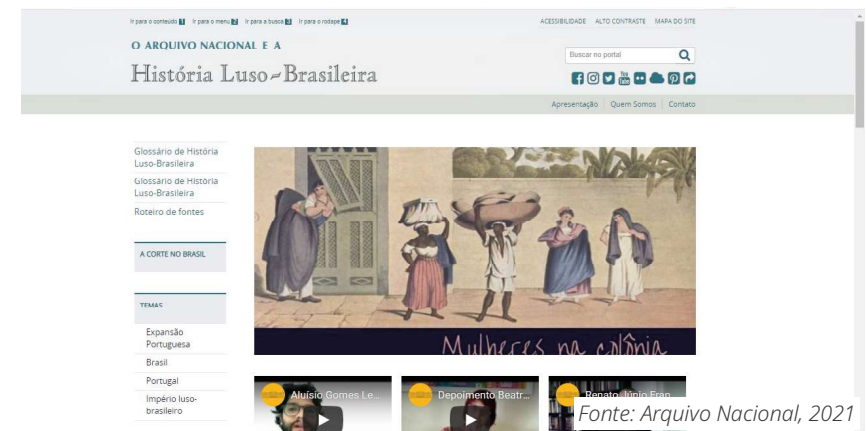 Ir para o conteúdo 1 Ir para o menu 2 Ir para a busca 3 Ir para o rodapé 4
ACESSIBILIDADE ALTO CONTRASTE MAPA DO SITE
O ARQUIVO NACIONAL E A
História Luso-Brasileira
Buscar no portal
You Tube
Apresentação Quem Somos Contato
Glossário de História
Luso-Brasileira
Glossário de História
Luso-Brasileira
Roteiro de fontes
A CORTE NO BRASIL
TEMAS
Expansão
Portuguesa
Brasil
Portugal
Império luso-
brasileiro
Mulheres na colônia
Aluísio Gomes Le...
Depoimento Beatr...
Renato Júnio Fran...
Fonte: Arquivo Nacional, 2021